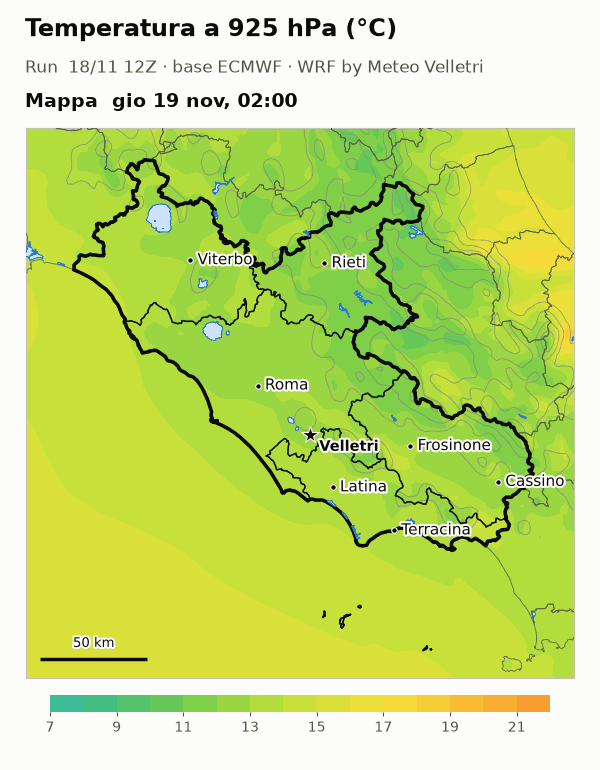 Temperatura a 925 hPa (°C)
Run  18/11 12Z · base ECMWF · WRF by Meteo Velletri
Mappa  gio 19 nov, 02:00
Viterbo
Rieti
Roma
Velletri
Frosinone
Cassino
Latina
Terracina
50 km
7 9 11 13 15 17 19 21